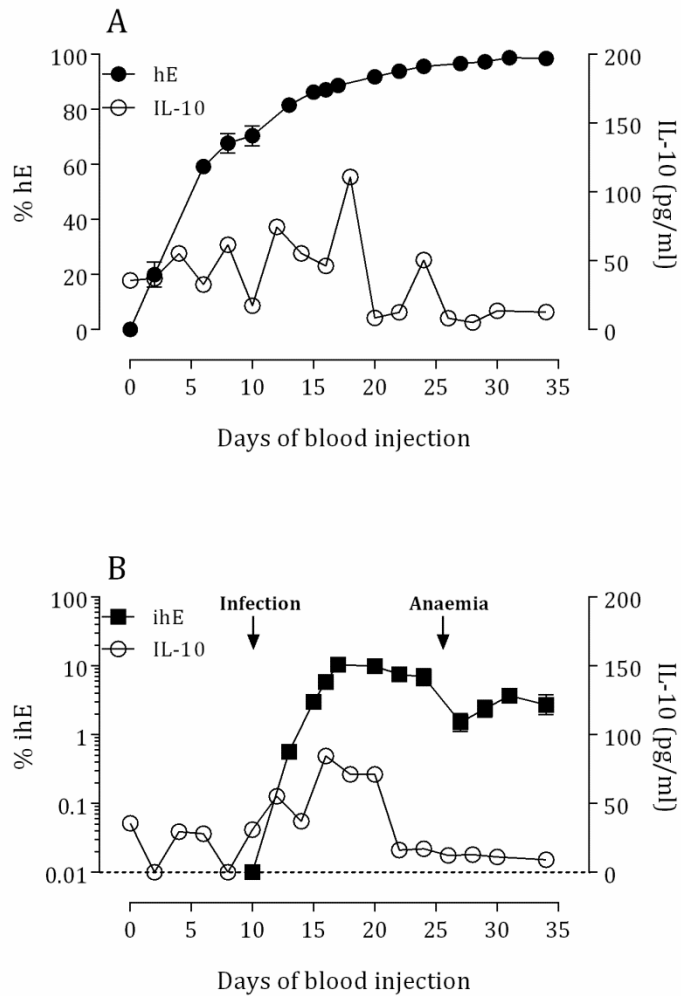 A
100
80
60
40
20
0
% hE
hE
IL-10
200
150
100
50
0
IL-10 (pg/ml)
0 5 10 15 20 25 30 35
Days of blood injection
B
100
10
1
0.1
0.01
% ihE
ihE
IL-10
Infection
Anaemia
200
150
100
50
0
IL-10 (pg/ml)
0 5 10 15 20 25 30 35
Days of blood injection